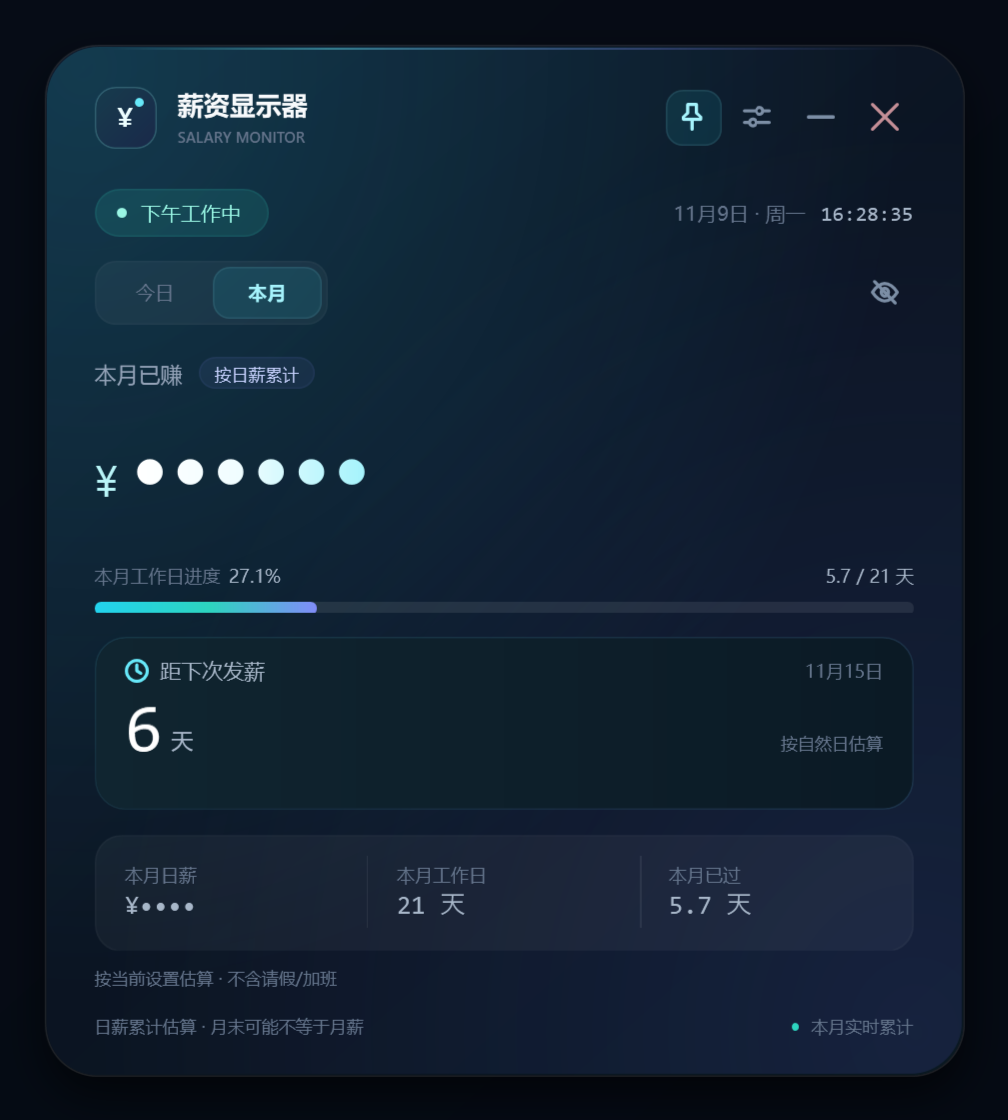 ¥
薪资显示器
SALARY MONITOR
下午工作中
11月9日 · 周一 16:28:35
今日 本月
本月已赚 按日薪累计
¥ ●●●●●●
本月工作日进度 27.1%
5.7 / 21 天
距下次发薪
11月15日
6 天
按自然日估算
本月日薪
¥••••
本月工作日
21 天
本月已过
5.7 天
按当前设置估算 · 不含请假/加班
日薪累计估算 · 月末可能不等于月薪
本月实时累计